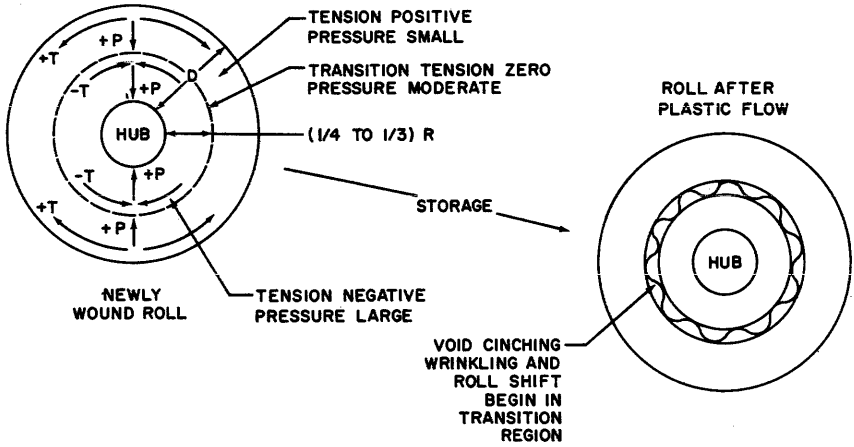 TENSION POSITIVE
PRESSURE SMALL
+P
+T
D
TRANSITION TENSION ZERO
PRESSURE MODERATE
-T
+P
HUB
(1/4 TO 1/3) R
-T
+P
+T
+P
NEWLY
WOUND ROLL
TENSION NEGATIVE
PRESSURE LARGE
STORAGE
ROLL AFTER
PLASTIC FLOW
HUB
VOID CINCHING
WRINKLING AND
ROLL SHIFT
BEGIN IN
TRANSITION
REGION